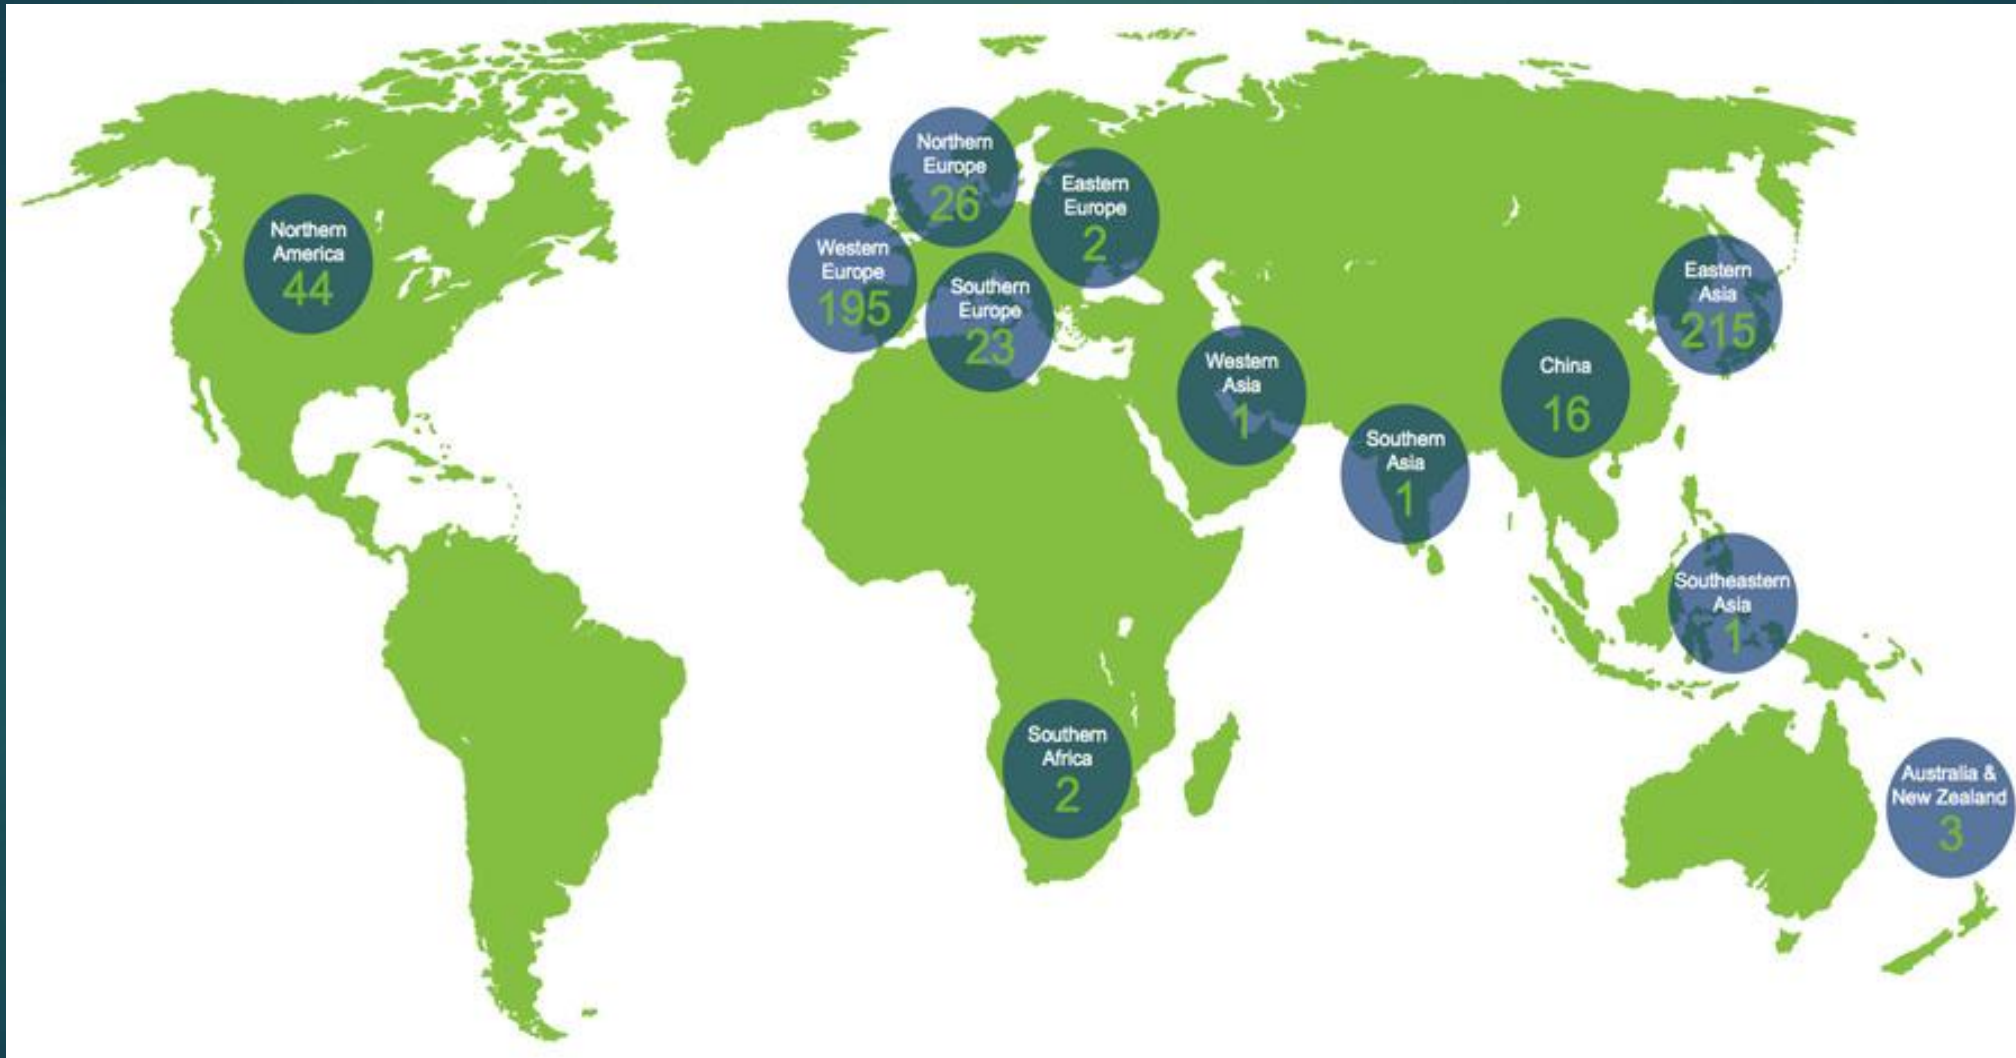 Northern
America
44
Northern
Europe
26
Eastern
Europe
2
Western
Europe
195
Southern
Europe
23
Western
Asia
1
Southern
Asia
1
China
16
Eastern
Asia
215
Southeastern
Asia
1
Southern
Africa
2
Australia &
New Zealand
3